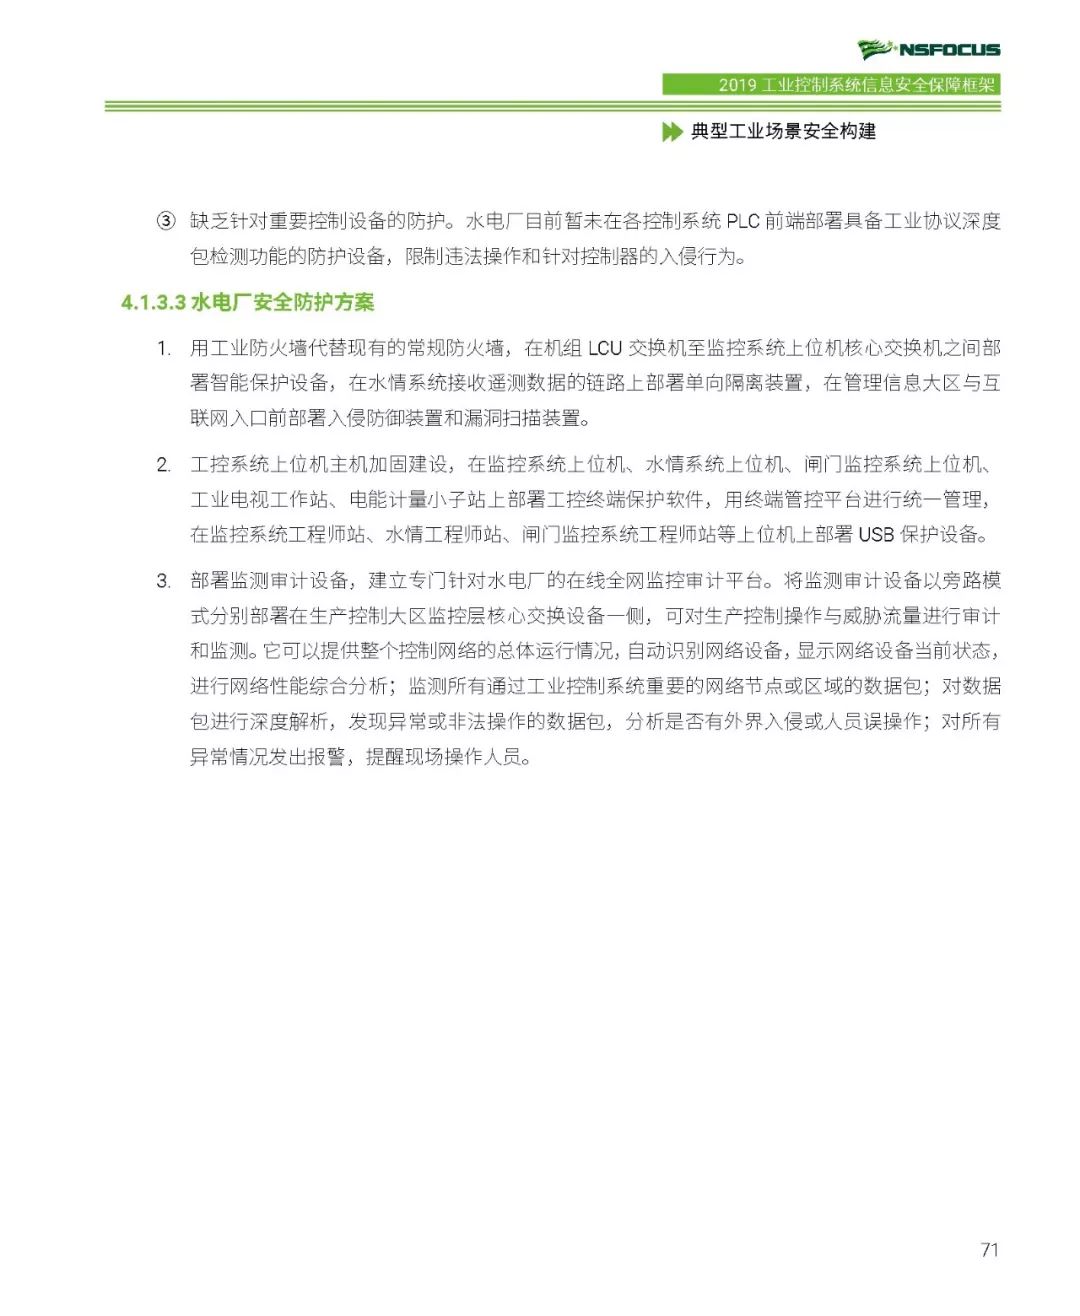 NSFOCUS
2019 工业控制系统信息安全保障框架
典型工业场景安全构建
③ 缺乏针对重要控制设备的防护。水电厂目前暂未在各控制系统 PLC 前端部署具备工业协议深度
包检测功能的防护设备，限制违法操作和针对控制器的入侵行为。
4.1.3.3 水电厂安全防护方案
1. 用工业防火墙代替现有的常规防火墙，在机组 LCU 交换机至监控系统上位机核心交换机之间部
署智能保护设备，在水情系统接收遥测数据的链路上部署单向隔离装置，在管理信息大区与互
联网入口前部署入侵防御装置和漏洞扫描装置。
2. 工控系统上位机主机加固建设，在监控系统上位机、水情系统上位机、闸门监控系统上位机、
工业电视工作站、电能计量小子站上部署工控终端保护软件，用终端管控平台进行统一管理，
在监控系统工程师站、水情工程师站、闸门监控系统工程师站等上位机上部署 USB 保护设备。
3. 部署监测审计设备，建立专门针对水电厂的在线全网监控审计平台。将监测审计设备以旁路模
式分别部署在生产控制大区监控层核心交换设备一侧，可对生产控制操作与威胁流量进行审计
和监测。它可以提供整个控制网络的总体运行情况，自动识别网络设备，显示网络设备当前状态，
进行网络性能综合分析；监测所有通过工业控制系统重要的网络节点或区域的数据包；对数据
包进行深度解析，发现异常或非法操作的数据包，分析是否有外界入侵或人员误操作；对所有
异常情况发出报警，提醒现场操作人员。
71